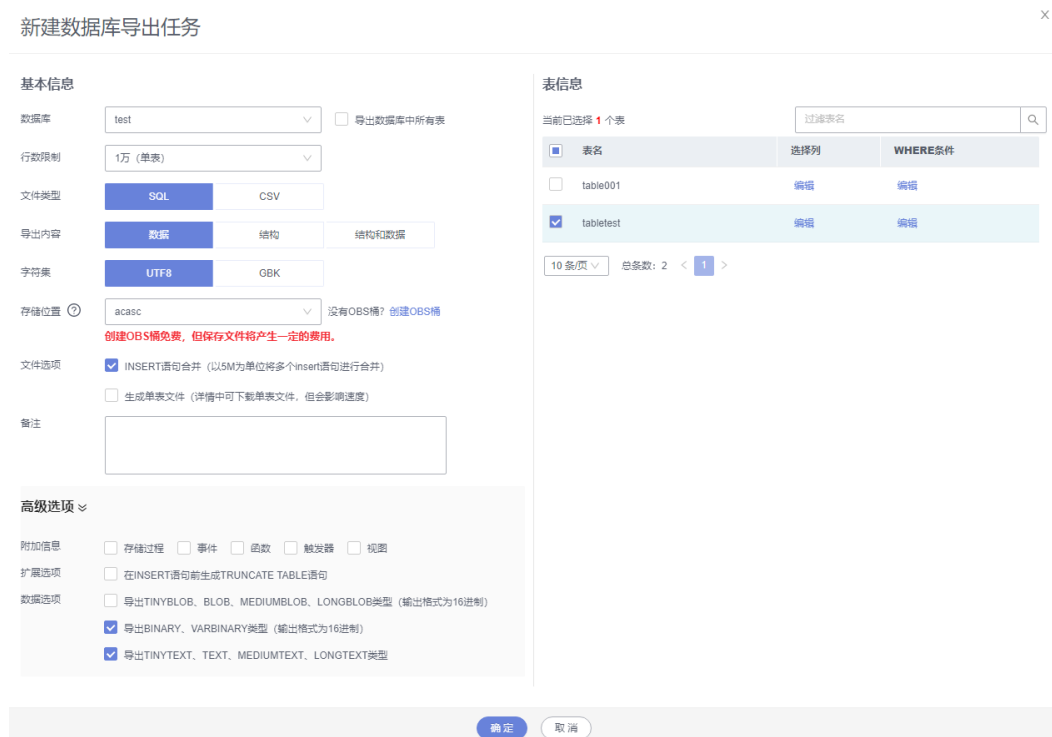 新建数据库导出任务
基本信息
数据库 test 导出数据库中所有表
行数限制 1万（单表）
文件类型 SQL CSV
导出内容 数据 结构 结构和数据
字符集 UTF8 GBK
存储位置 ? acasc 没有OBS桶？创建OBS桶
创建OBS桶免费，但保存文件将产生一定的费用。
文件选项 INSERT语句合并（以5M为单位将多个insert语句进行合并）
生成单表文件（详情中可下载单表文件，但会影响速度）
备注
高级选项
附加信息 存储过程 事件 函数 触发器 视图
扩展选项 在INSERT语句前生成TRUNCATE TABLE语句
数据选项 导出TINYBLOB、BLOB、MEDIUMBLOB、LONGBLOB类型（输出格式为16进制）
导出BINARY、VARBINARY类型（输出格式为16进制）
导出TINYTEXT、TEXT、MEDIUMTEXT、LONGTEXT类型
表信息
当前已选择 1 个表 过滤表名
表名 选择列 WHERE条件
table001 编辑 编辑
tabletest 编辑 编辑
10 条/页 总条数：2 < 1 >
确定 取消